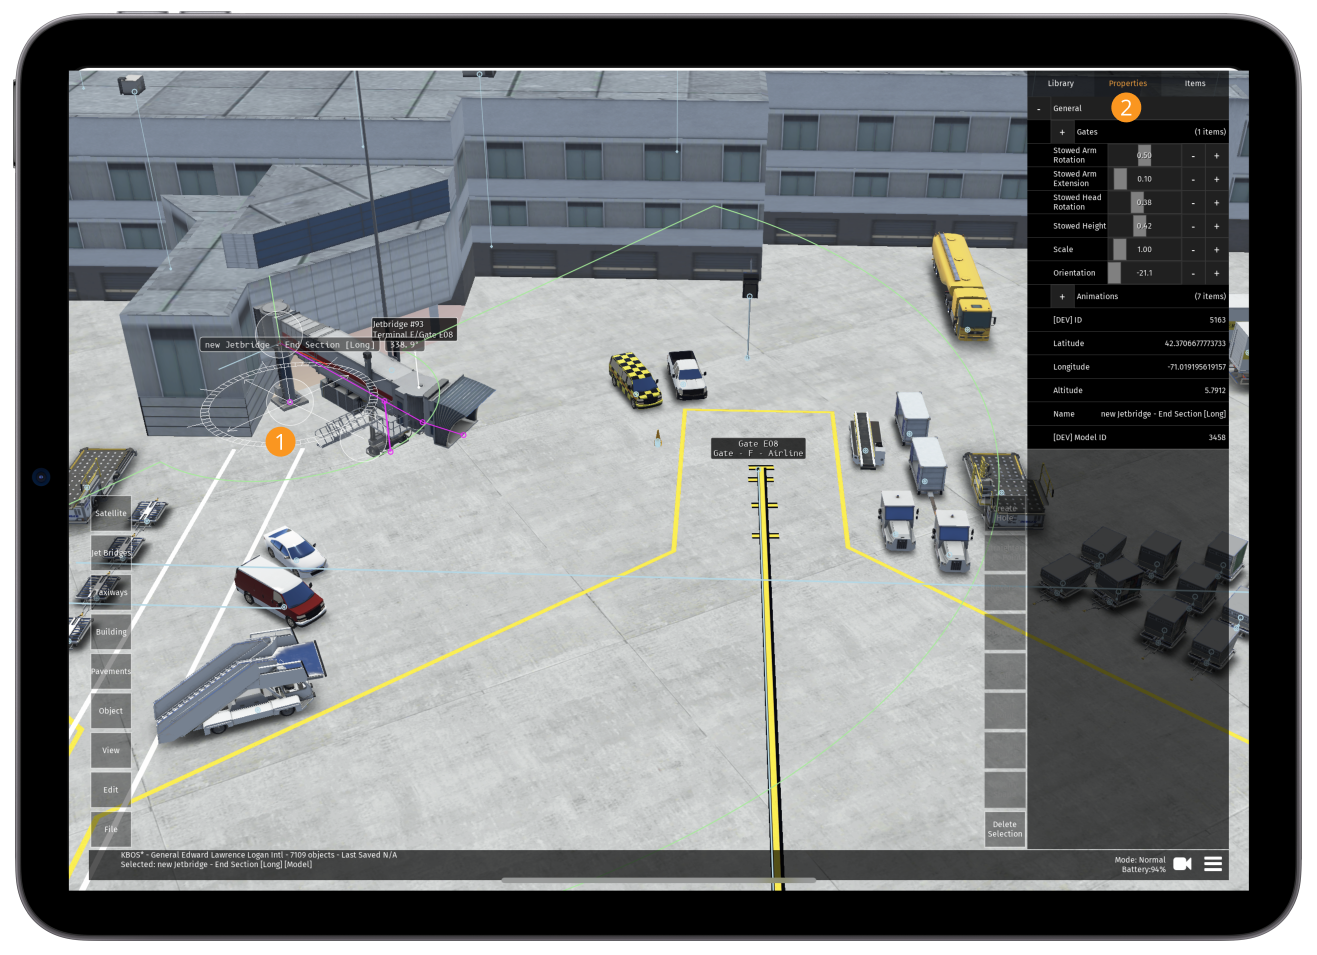 Library
Properties
Items
2
- General
+ Gates (1 items)
Stowed Arm
Rotation 0.50 - +
Stowed Arm
Extension 0.10 - +
Stowed Head
Rotation 0.38 - +
Stowed Height 0.42 - +
Scale 1.00 - +
Orientation -21.1 - +
+ Animations (7 items)
[DEV] ID 5163
Latitude 42.3706677773733
Longitude -71.019195619157
Altitude 5.7912
Name new Jetbridge - End Section [Long]
[DEV] Model ID 3458
Jetbridge #93
Terminal E/Gate E08
new Jetbridge - End Section [Long]
338.9°
1
Gate E08
Gate - F - Airline
Satellite
Jet Bridges
Taxiways
Building
Pavements
Object
View
Edit
File
Create
Hole
Delete
Selection
KBOS* - General Edward Lawrence Logan Intl - 7109 objects - Last Saved N/A
Selected: new Jetbridge - End Section [Long] [Model]
Mode: Normal
Battery:94%